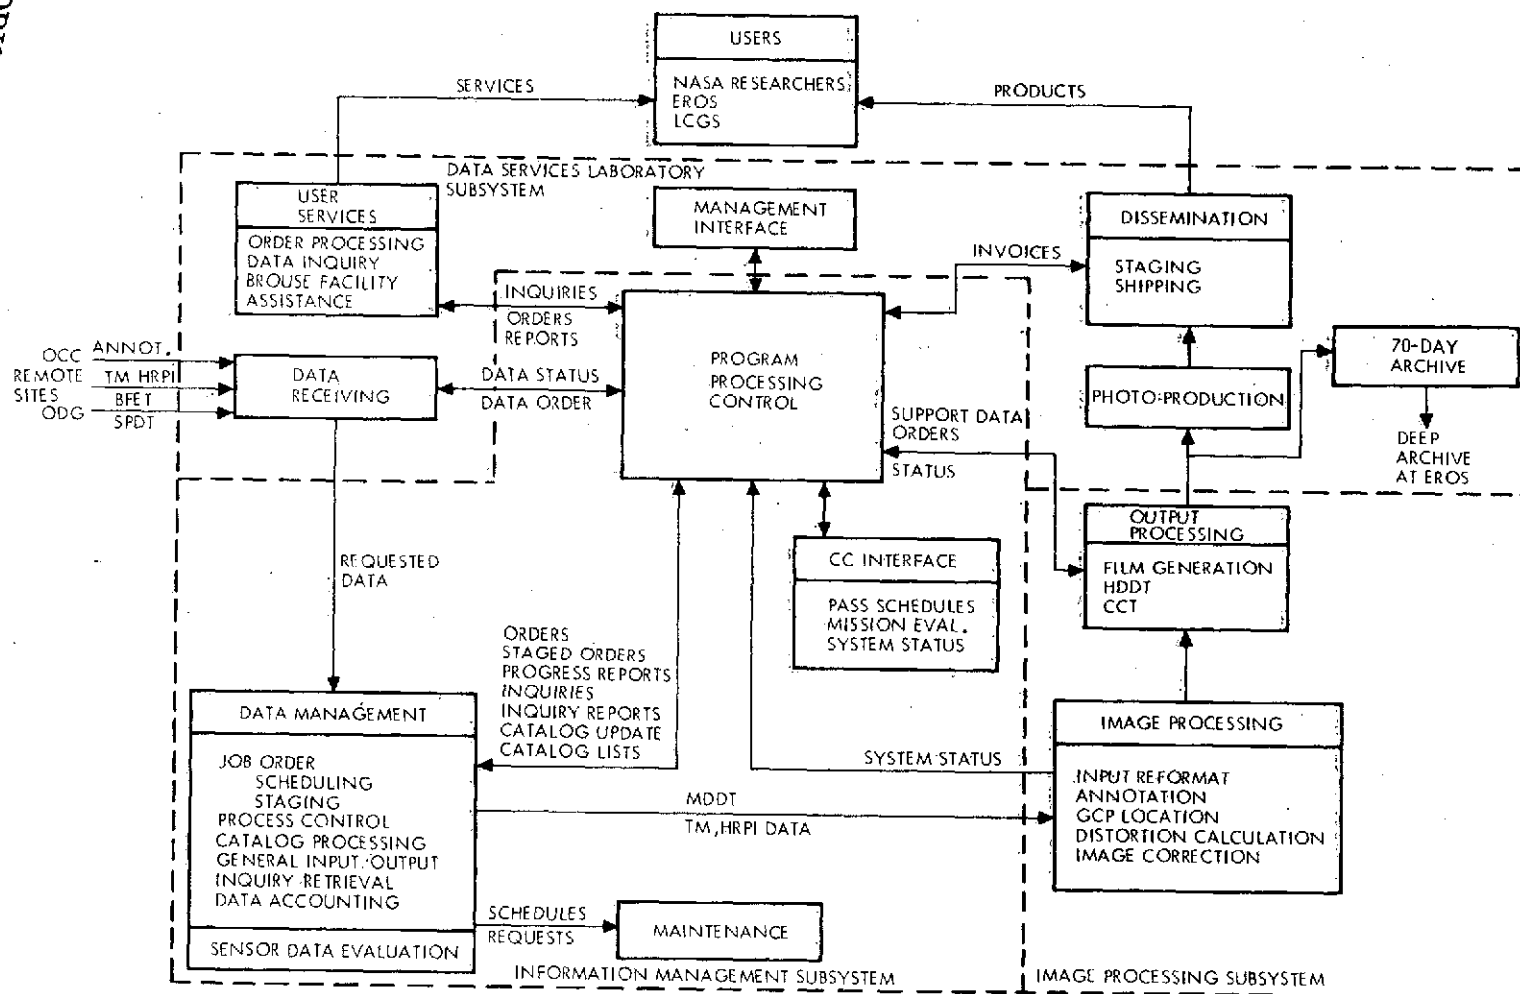 USERS
NASA RESEARCHERS
EROS
LCGS
SERVICES
PRODUCTS
DATA SERVICES LABORATORY
SUBSYSTEM
USER
SERVICES
ORDER PROCESSING
DATA INQUIRY
BROUSE FACILITY
ASSISTANCE
MANAGEMENT
INTERFACE
DISSEMINATION
STAGING
SHIPPING
INVOICES
INQUIRIES
ORDERS
REPORTS
PROGRAM
PROCESSING
CONTROL
OCC
REMOTE
SITES
ODG
ANNOT.
TM HRPI
BFET
SPDT
DATA
RECEIVING
DATA STATUS
DATA ORDER
70-DAY
ARCHIVE
PHOTO-PRODUCTION
DEEP
ARCHIVE
AT EROS
SUPPORT DATA
ORDERS
STATUS
OUTPUT
PROCESSING
FILM GENERATION
HDDT
CCT
REQUESTED
DATA
CC INTERFACE
PASS SCHEDULES
MISSION EVAL.
SYSTEM STATUS
ORDERS
STAGED ORDERS
PROGRESS REPORTS
INQUIRIES
INQUIRY REPORTS
CATALOG UPDATE
CATALOG LISTS
DATA MANAGEMENT
JOB ORDER
SCHEDULING
STAGING
PROCESS CONTROL
CATALOG PROCESSING
GENERAL INPUT/OUTPUT
INQUIRY RETRIEVAL
DATA ACCOUNTING
SENSOR DATA EVALUATION
SYSTEM STATUS
MDDT
TM,HRPI DATA
IMAGE PROCESSING
INPUT REFORMAT
ANNOTATION
GCP LOCATION
DISTORTION CALCULATION
IMAGE CORRECTION
SCHEDULES
REQUESTS
MAINTENANCE
INFORMATION MANAGEMENT SUBSYSTEM
IMAGE PROCESSING SUBSYSTEM